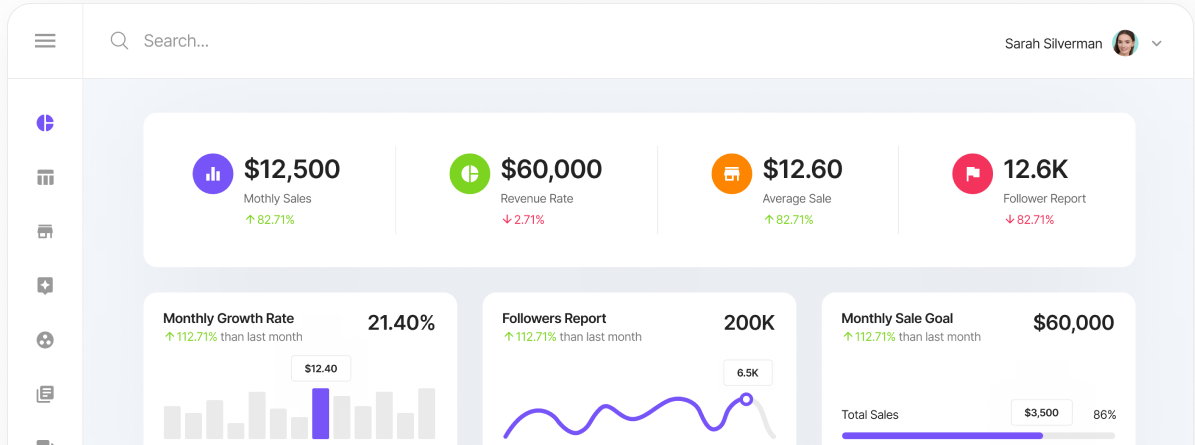 Search...
Sarah Silverman
$12,500
Mothly Sales
↑ 82.71%
$60,000
Revenue Rate
↓ 2.71%
$12.60
Average Sale
↑ 82.71%
12.6K
Follower Report
↓ 82.71%
Monthly Growth Rate
↑ 112.71% than last month
21.40%
$12.40
Followers Report
↑ 112.71% than last month
200K
6.5K
Monthly Sale Goal
↑ 112.71% than last month
$60,000
Total Sales
$3,500
86%